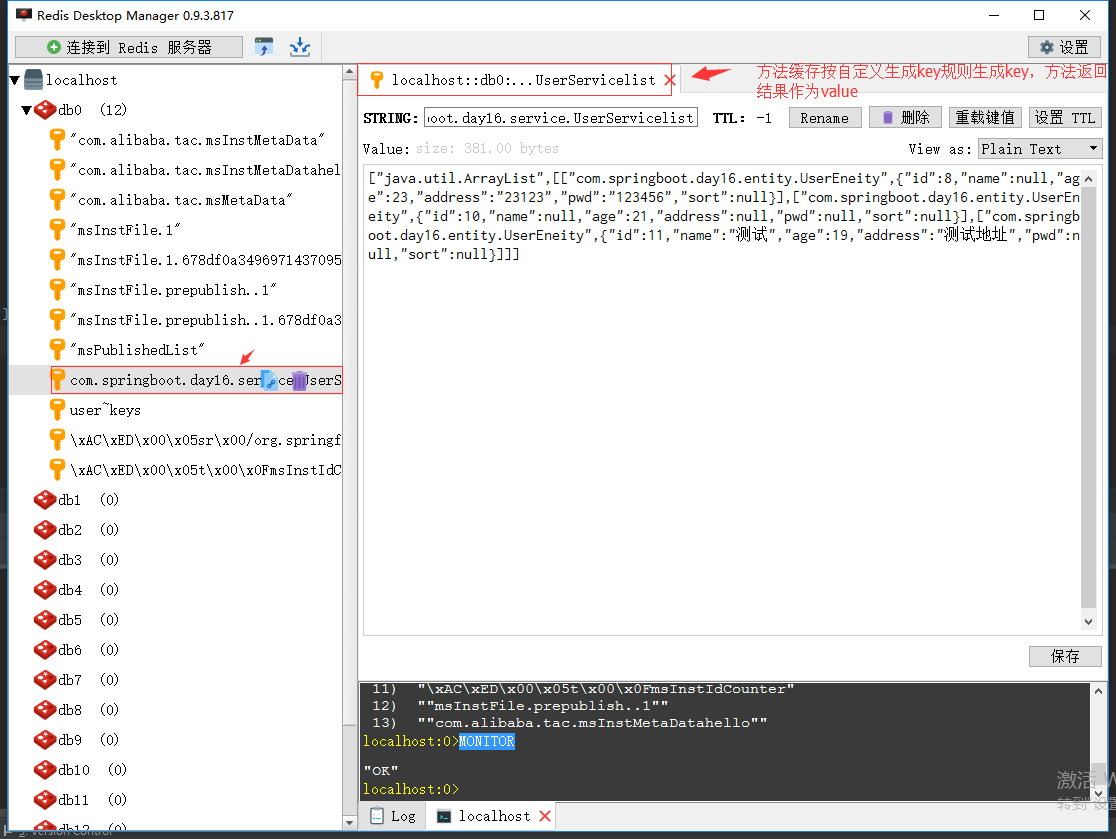 Redis Desktop Manager 0.9.3.817
连接到 Redis 服务器
设置
localhost
db0 (12)
"com.alibaba.tac.msInstMetaData"
"com.alibaba.tac.msInstMetaDatahel
"com.alibaba.tac.msMetaData"
"msInstFile.1"
"msInstFile.1.678df0a3496971437095
"msInstFile.prepublish..1"
"msInstFile.prepublish..1.678df0a3
"msPublishedList"
com.springboot.day16.ser ce UserS
user~keys
\xAC\xED\x00\x05sr\x00/org.springf
\xAC\xED\x00\x05t\x00\x0FmsInstIdC
db1 (0)
db2 (0)
db3 (0)
db4 (0)
db5 (0)
db6 (0)
db7 (0)
db8 (0)
db9 (0)
db10 (0)
db11 (0)
db12 (0)
localhost::db0:...UserServicelist
方法缓存按自定义生成key规则生成key，方法返回
结果作为value
STRING: oot.day16.service.UserServicelist TTL: -1 Rename 删除 重载键值 设置 TTL
Value: size: 381.00 bytes View as: Plain Text
["java.util.ArrayList",[["com.springboot.day16.entity.UserEneity",{"id":8,"name":null,"ag
e":23,"address":"23123","pwd":"123456","sort":null}],["com.springboot.day16.entity.UserEn
eity",{"id":10,"name":null,"age":21,"address":null,"pwd":null,"sort":null}],["com.springb
oot.day16.entity.UserEneity",{"id":11,"name":"测试","age":19,"address":"测试地址","pwd":n
ull,"sort":null}]]]
保存
11) "\xAC\xED\x00\x05t\x00\x0FmsInstIdCounter"
12) ""msInstFile.prepublish..1""
13) ""com.alibaba.tac.msInstMetaDatahello""
localhost:0>MONITOR
"OK"
localhost:0>
激活 W
转到"设置
Log
localhost